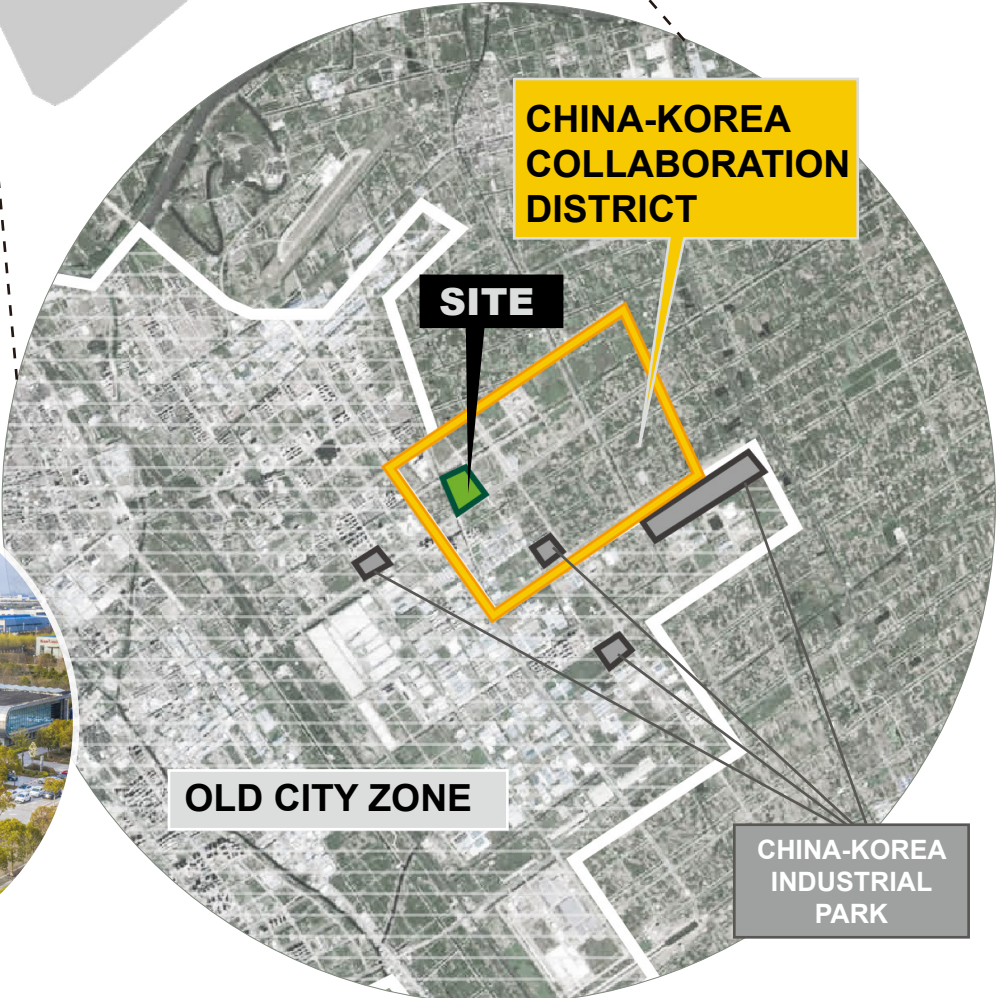 CHINA-KOREA
COLLABORATION
DISTRICT
SITE
OLD CITY ZONE
CHINA-KOREA
INDUSTRIAL
PARK